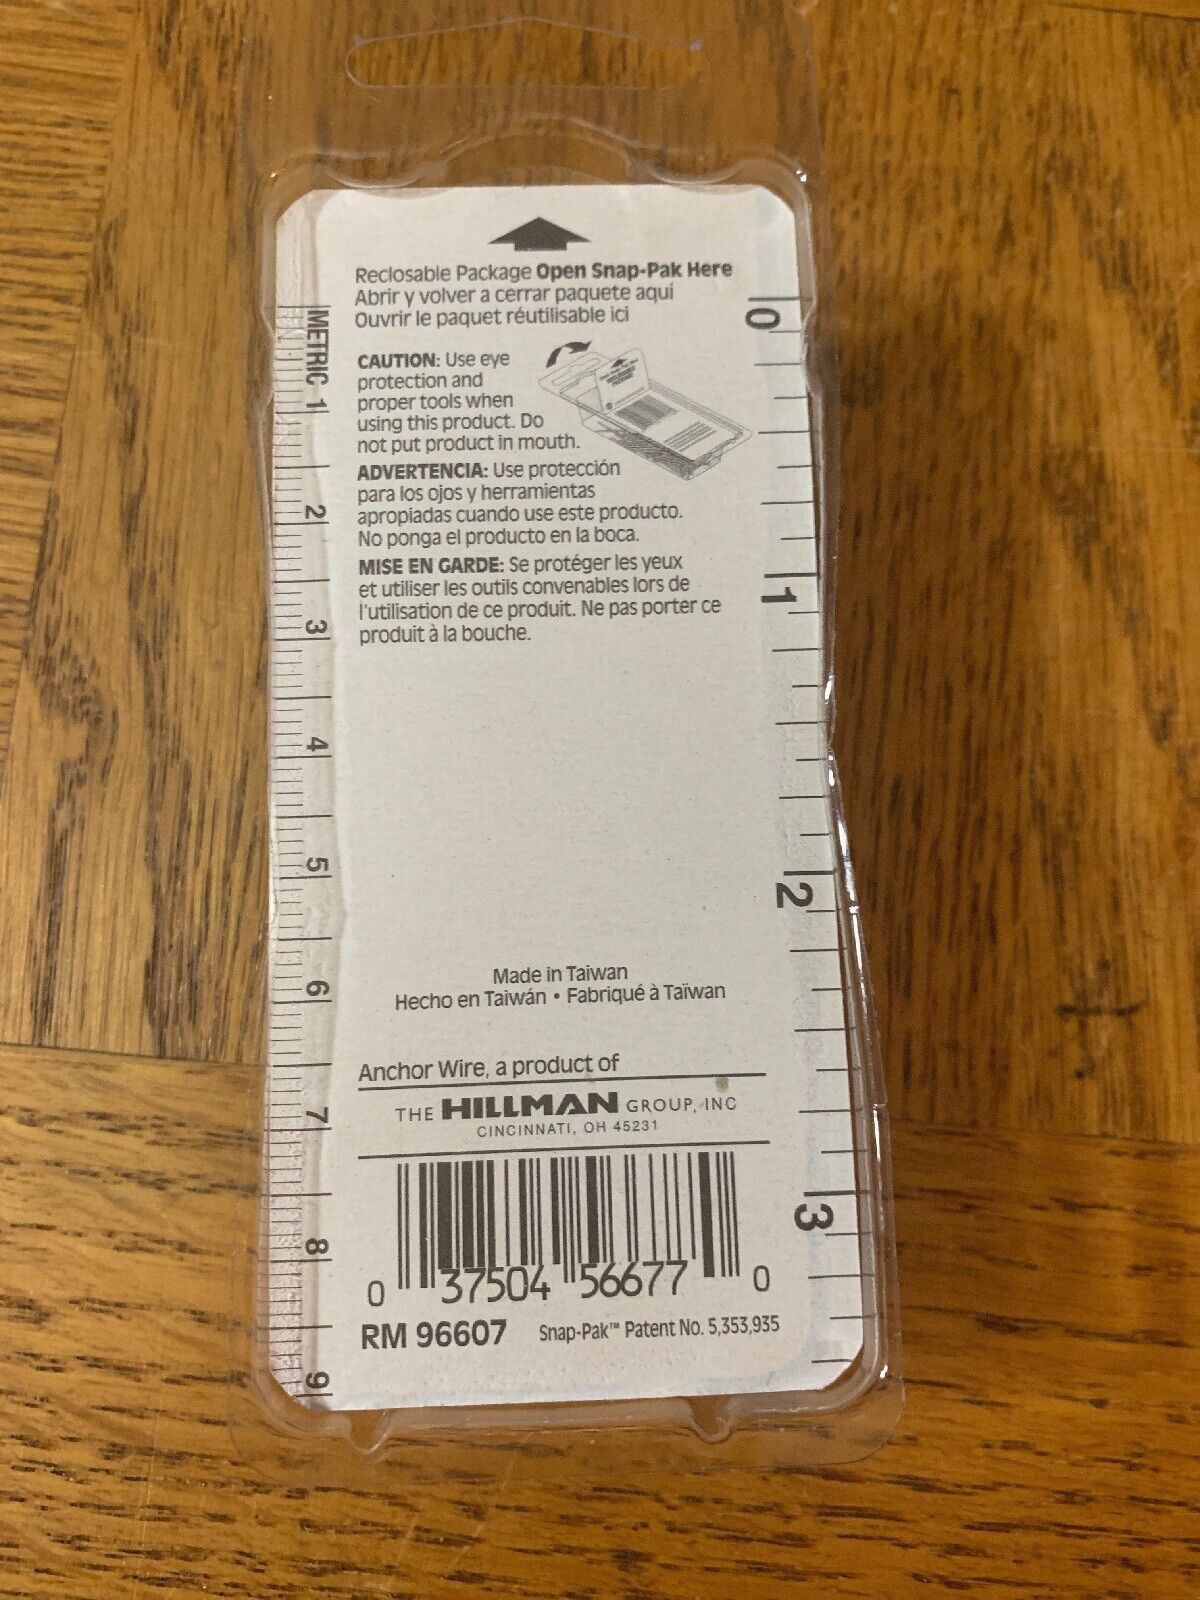 Reclosable Package Open Snap-Pak Here
Abrir y volver a cerrar paquete aquí
Ouvrir le paquet réutilisable ici
CAUTION: Use eye
protection and
proper tools when
using this product. Do
not put product in mouth.
ADVERTENCIA: Use protección
para los ojos y herramientas
apropiadas cuando use este producto.
No ponga el producto en la boca.
MISE EN GARDE: Se protéger les yeux
et utiliser les outils convenables lors de
l'utilisation de ce produit. Ne pas porter ce
produit à la bouche.
Made in Taiwan
Hecho en Taiwán • Fabriqué à Taïwan
Anchor Wire, a product of
THE HILLMAN GROUP, INC
CINCINNATI, OH 45231
0 37504 56677 0
RM 96607 Snap-Pak™ Patent No. 5,353,935
METRIC 1
2
3
4
5
6
7
8
9
0
1
2
3